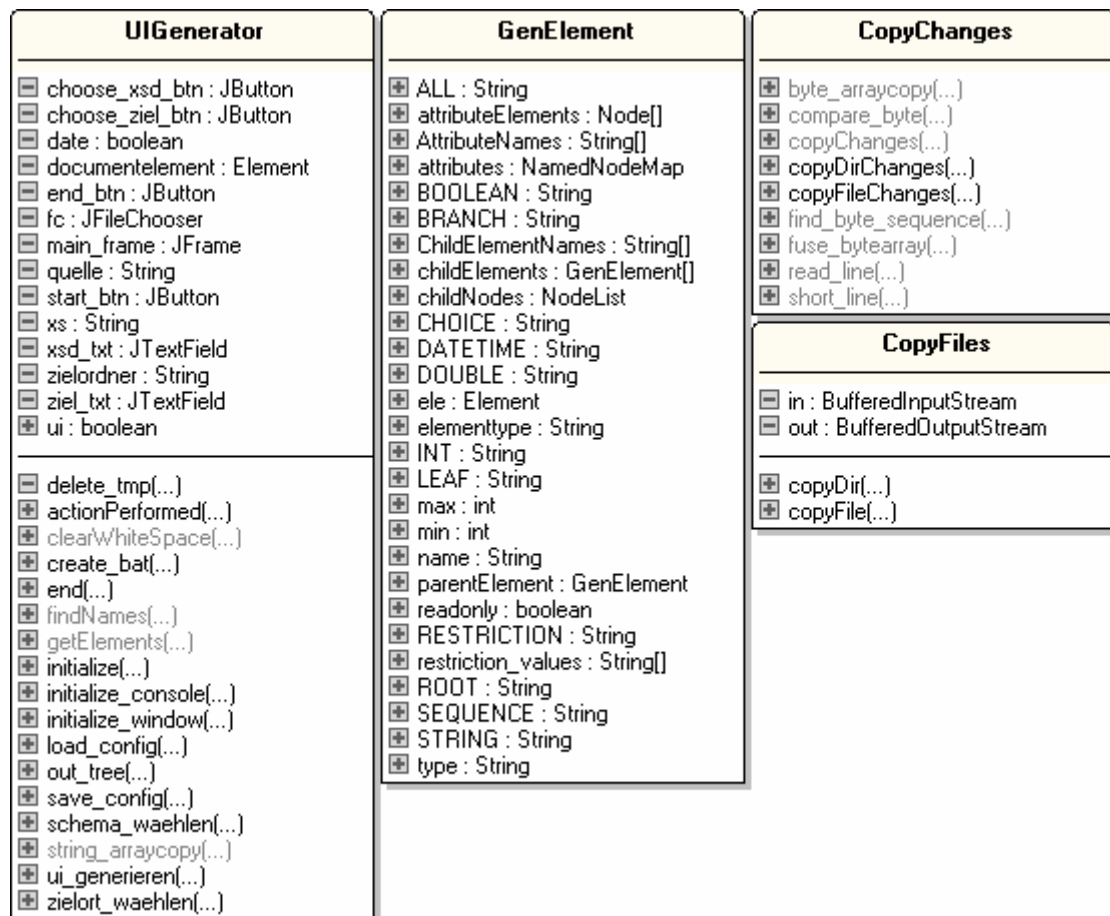 UIGenerator
choose_xsd_btn : JButton
choose_ziel_btn : JButton
date : boolean
documentelement : Element
end_btn : JButton
fc : JFileChooser
main_frame : JFrame
quelle : String
start_btn : JButton
xs : String
xsd_txt : JTextField
zielordner : String
ziel_txt : JTextField
ui : boolean
delete_tmp(...)
actionPerformed(...)
clearWhiteSpace(...)
create_bat(...)
end(...)
findNames(...)
getElements(...)
initialize(...)
initialize_console(...)
initialize_window(...)
load_config(...)
out_tree(...)
save_config(...)
schema_waehlen(...)
string_arraycopy(...)
ui_generieren(...)
zielort_waehlen(...)
GenElement
ALL : String
attributeElements : Node[]
AttributeNames : String[]
attributes : NamedNodeMap
BOOLEAN : String
BRANCH : String
ChildElementNames : String[]
childElements : GenElement[]
childNodes : NodeList
CHOICE : String
DATETIME : String
DOUBLE : String
ele : Element
elementtype : String
INT : String
LEAF : String
max : int
min : int
name : String
parentElement : GenElement
readonly : boolean
RESTRICTION : String
restriction_values : String[]
ROOT : String
SEQUENCE : String
STRING : String
type : String
CopyChanges
byte_arraycopy(...)
compare_byte(...)
copyChanges(...)
copyDirChanges(...)
copyFileChanges(...)
find_byte_sequence(...)
fuse_bytearray(...)
read_line(...)
short_line(...)
CopyFiles
in : BufferedInputStream
out : BufferedOutputStream
copyDir(...)
copyFile(...)